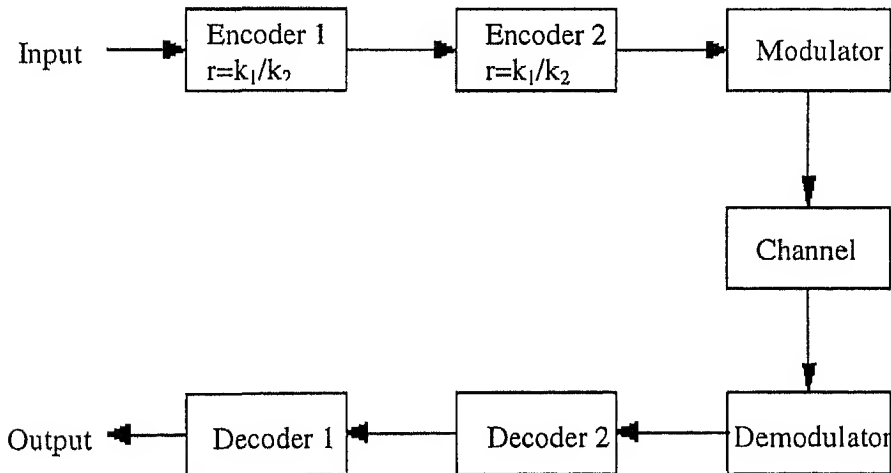 Input
Encoder 1
r=k₁/k₂
Encoder 2
r=k₁/k₂
Modulator
Channel
Output
Decoder 1
Decoder 2
Demodulator